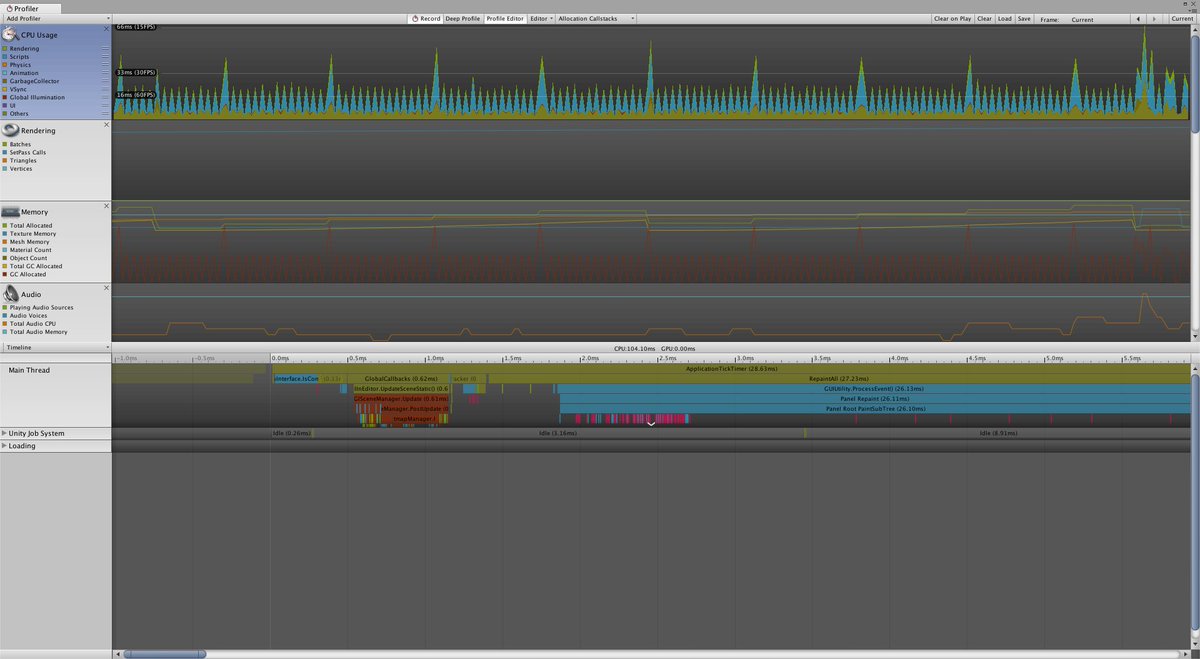 Profiler
Add Profiler
Record Deep Profile Profile Editor Editor Allocation Callstacks Clear on Play Clear Load Save Frame: Current Current
CPU Usage
Rendering
Scripts
Physics
Animation
GarbageCollector
VSync
Global Illumination
UI
Others
66ms (15FPS)
33ms (30FPS)
16ms (60FPS)
Rendering
Batches
SetPass Calls
Triangles
Vertices
Memory
Total Allocated
Texture Memory
Mesh Memory
Material Count
Object Count
Total GC Allocated
GC Allocated
Audio
Playing Audio Sources
Audio Voices
Total Audio CPU
Total Audio Memory
Timeline
CPU:104.10ms GPU:0.00ms
-1.0ms -0.5ms 0.0ms 0.5ms 1.0ms 1.5ms 2.0ms 2.5ms 3.0ms 3.5ms 4.0ms 4.5ms 5.0ms 5.5ms
Main Thread
ApplicationTickTimer (28.63ms)
iInterface.IsCon GlobalCallbacks (0.62ms) acker (0 RepaintAll (27.23ms)
llnEditor.UpdateSceneStatic() (0.6 GUIUtility.ProcessEvent() (26.13ms)
GISceneManager.Update (0.61ms) Panel Repaint (26.11ms)
rManager.PostUpdate (0 Panel Root PaintSubTree (26.10ms)
tmapManager.
Unity Job System
Idle (0.26ms) Idle (3.16ms) Idle (8.91ms)
Loading